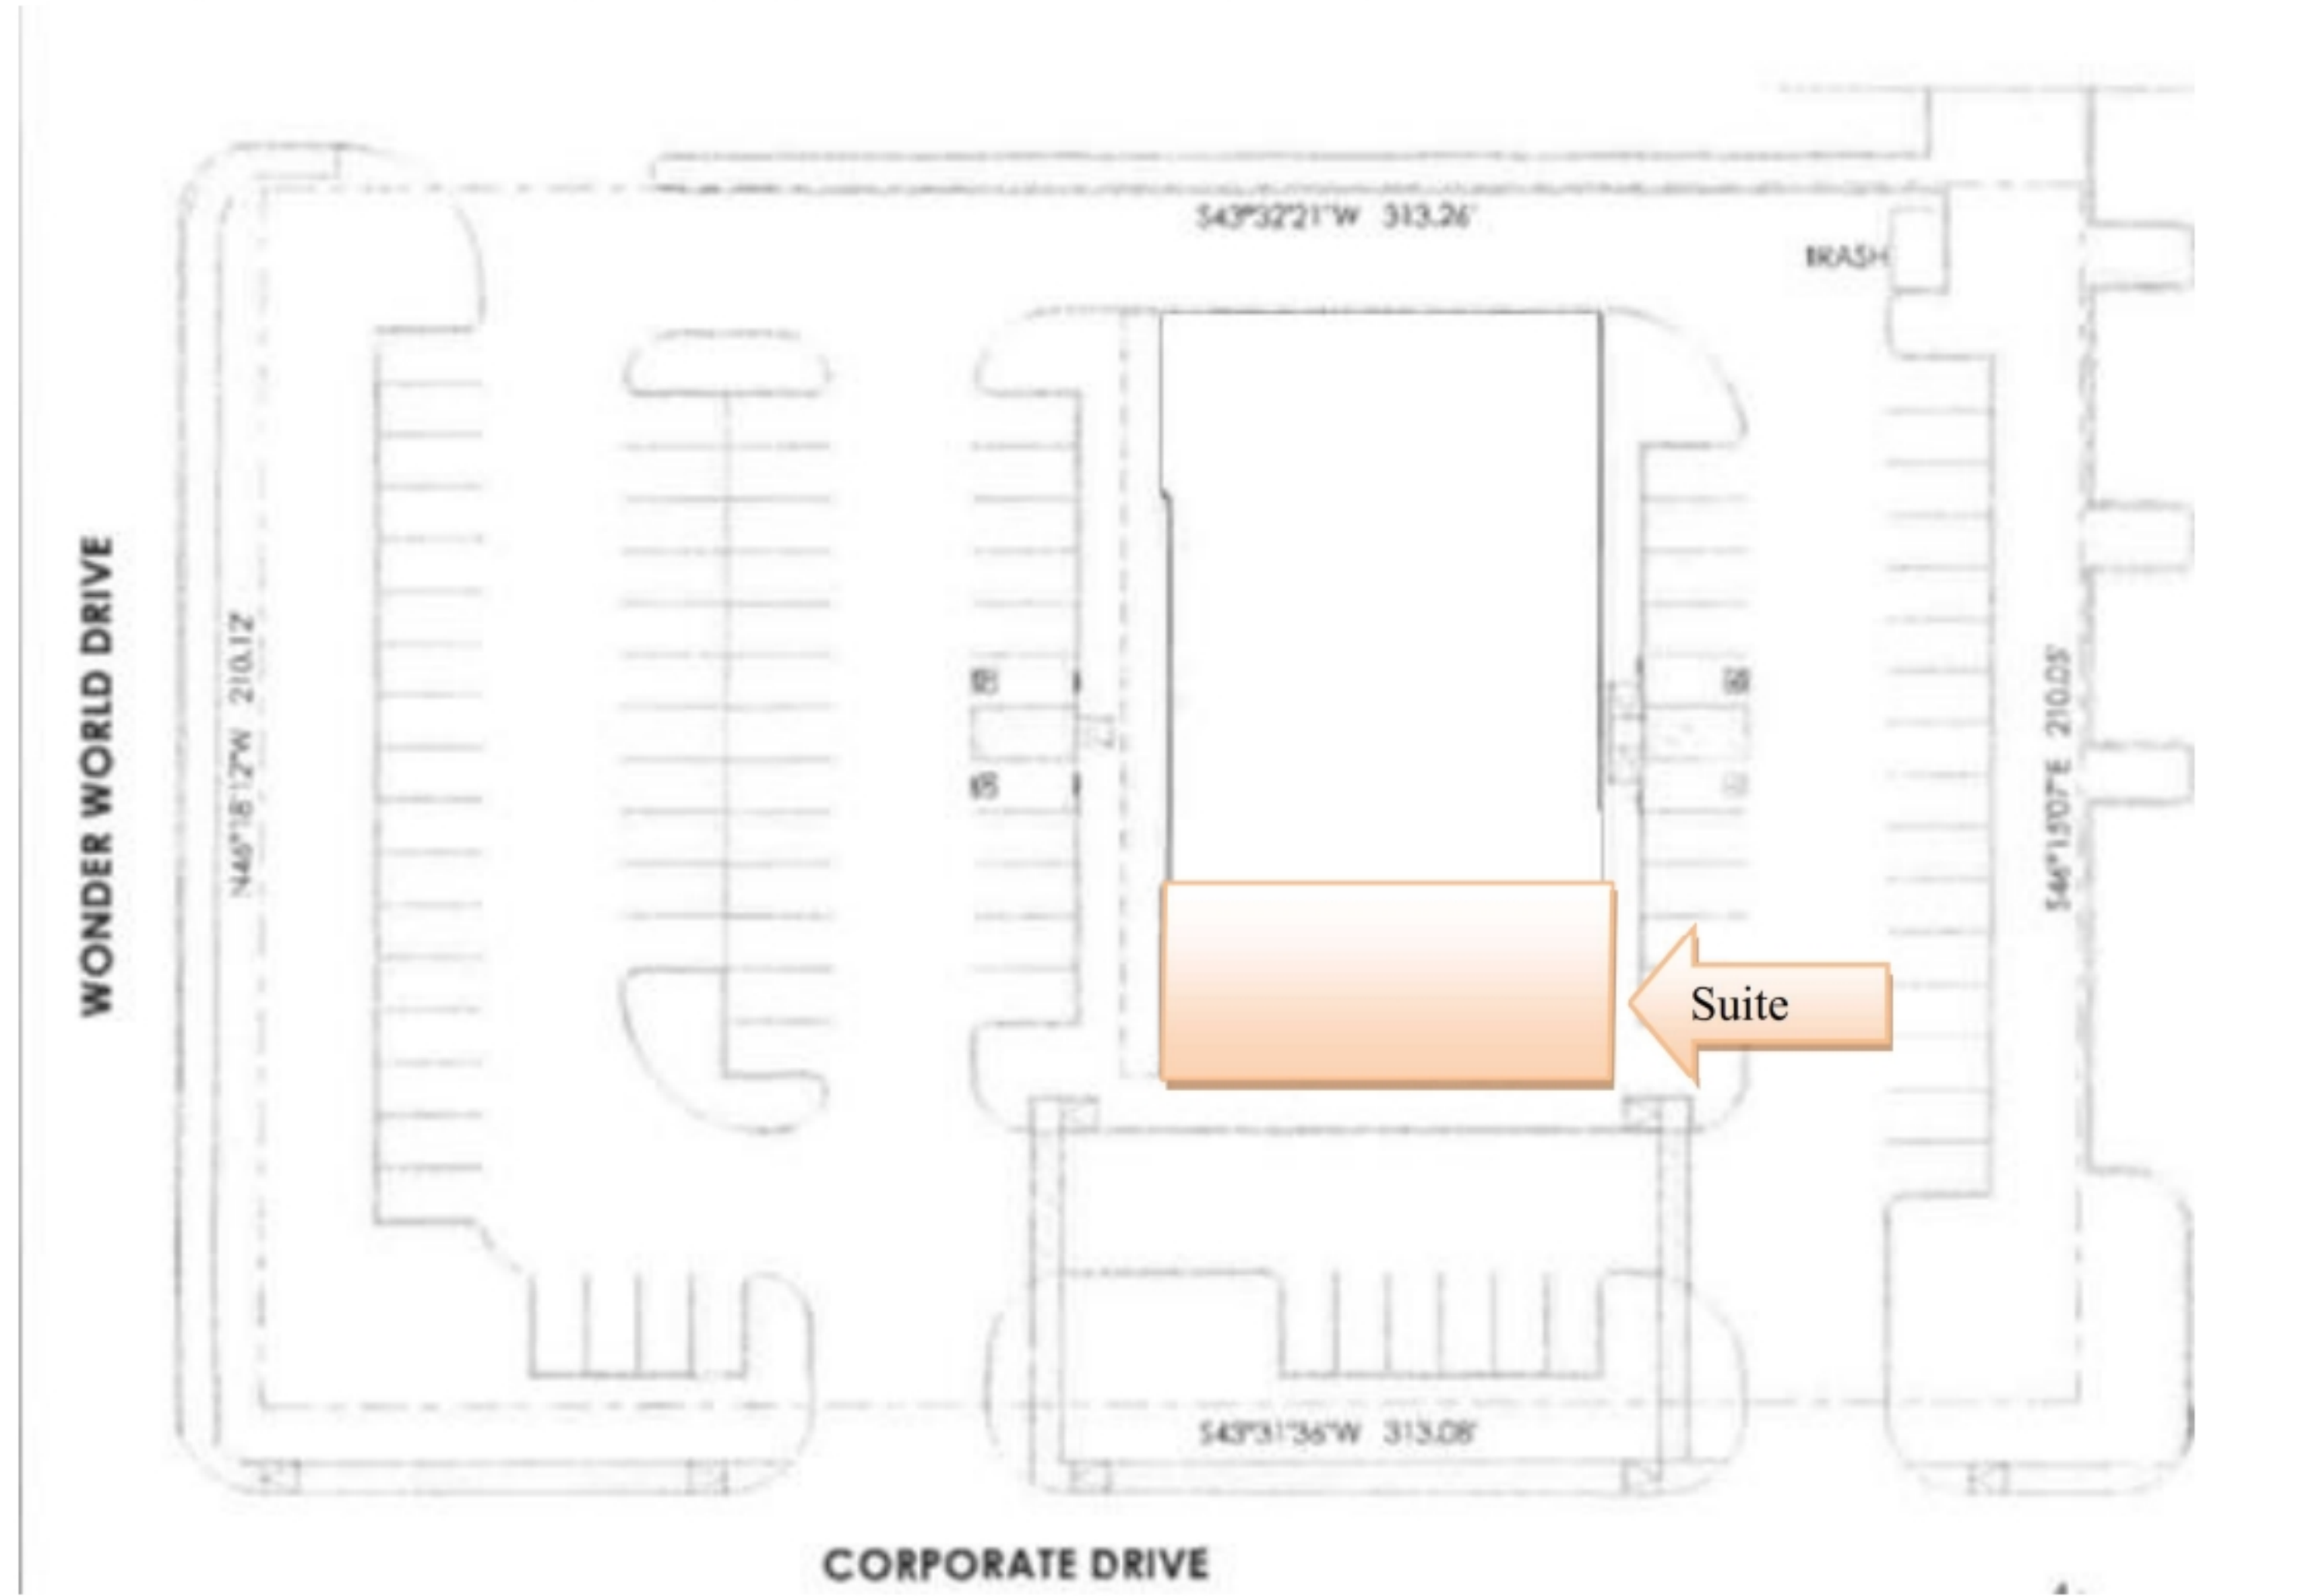 S43°32'21"W 313.26'
TRASH
WONDER WORLD DRIVE
N46°18'12"W 210.12'
S46°15'07"E 210.05'
Suite
S43°31'36"W 313.08'
CORPORATE DRIVE